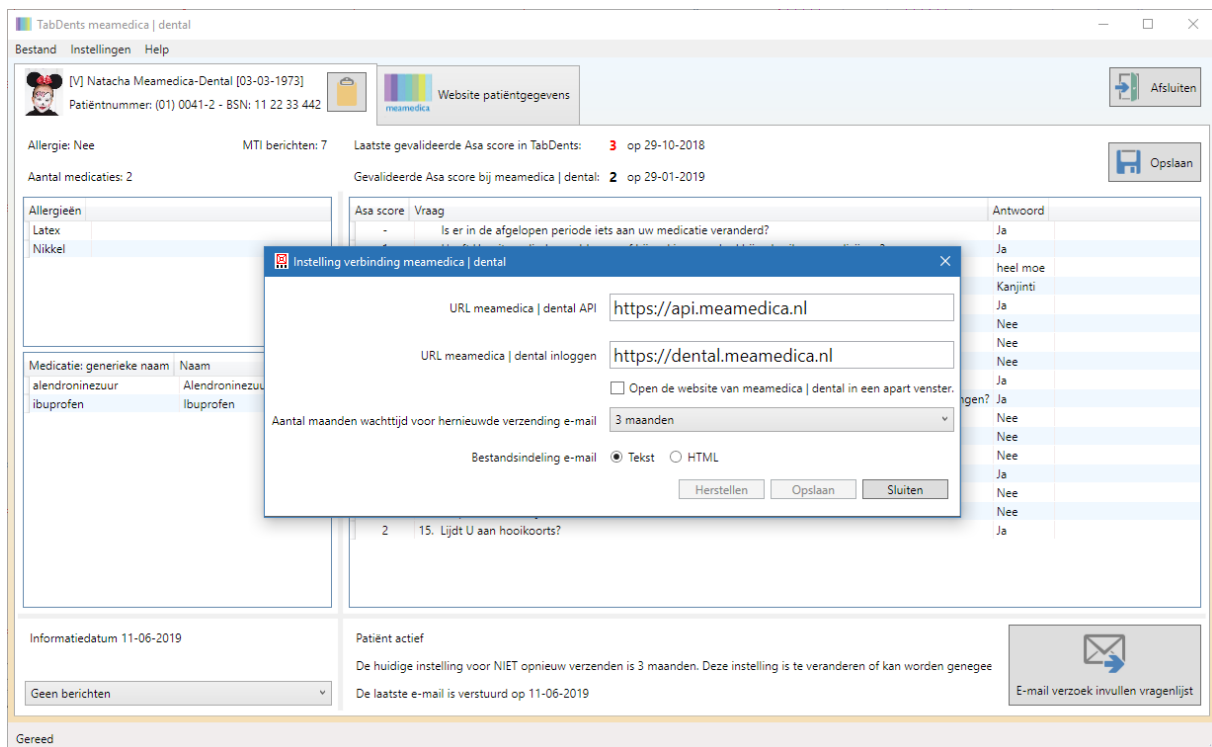 TabDents meamedica | dental
Bestand Instellingen Help
[V] Natacha Meamedica-Dental [03-03-1973]
Patiëntnummer: (01) 0041-2 - BSN: 11 22 33 442
meamedica
Website patiëntgegevens
Afsluiten
Allergie: Nee MTI berichten: 7 Laatste gevalideerde Asa score in TabDents: 3 op 29-10-2018
Opslaan
Aantal medicaties: 2 Gevalideerde Asa score bij meamedica | dental: 2 op 29-01-2019
Allergieën Asa score Vraag Antwoord
Latex - Is er in de afgelopen periode iets aan uw medicatie veranderd? Ja
Nikkel Ja
Instelling verbinding meamedica | dental
heel moe
Kanjinti
URL meamedica | dental API https://api.meamedica.nl Ja
Nee
Nee
URL meamedica | dental inloggen https://dental.meamedica.nl Nee
Medicatie: generieke naam Naam
alendroninezuur Alendroninezuu Open de website van meamedica | dental in een apart venster. Ja
ibuprofen Ibuprofen ngen? Ja
Aantal maanden wachttijd voor hernieuwde verzending e-mail 3 maanden Nee
Nee
Bestandsindeling e-mail Tekst HTML Nee
Ja
Herstellen Opslaan Sluiten Nee
Nee
2 15. Lijdt U aan hooikoorts? Ja
Informatiedatum 11-06-2019 Patiënt actief
De huidige instelling voor NIET opnieuw verzenden is 3 maanden. Deze instelling is te veranderen of kan worden genegee
Geen berichten De laatste e-mail is verstuurd op 11-06-2019 E-mail verzoek invullen vragenlijst
Gereed